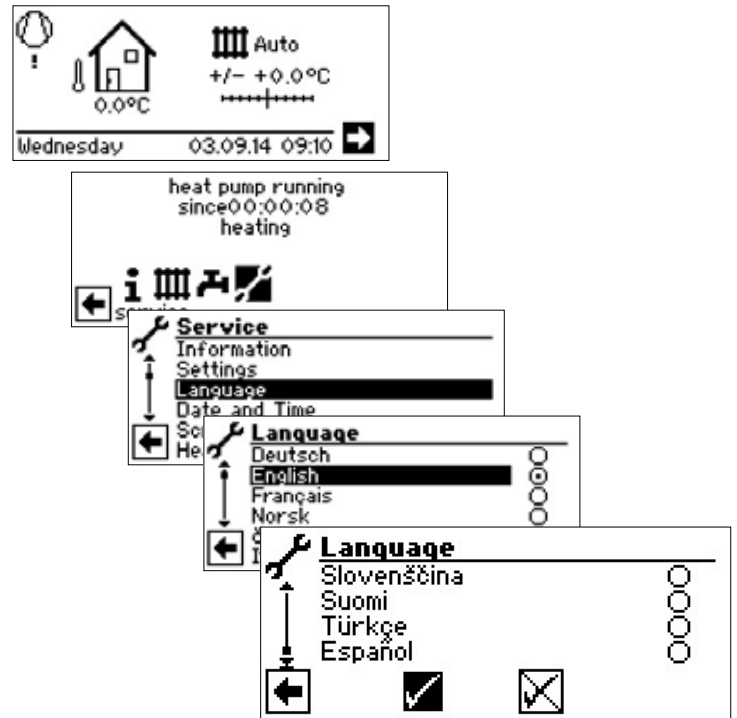 Auto
+/- +0.0°C
0.0°C
Wednesday 03.09.14 09:10
heat pump running
since00:00:08
heating
Service
Information
Settings
Language
Date and Time
Language
Deutsch
English
Français
Norsk
Language
Slovenščina
Suomi
Türkçe
Español